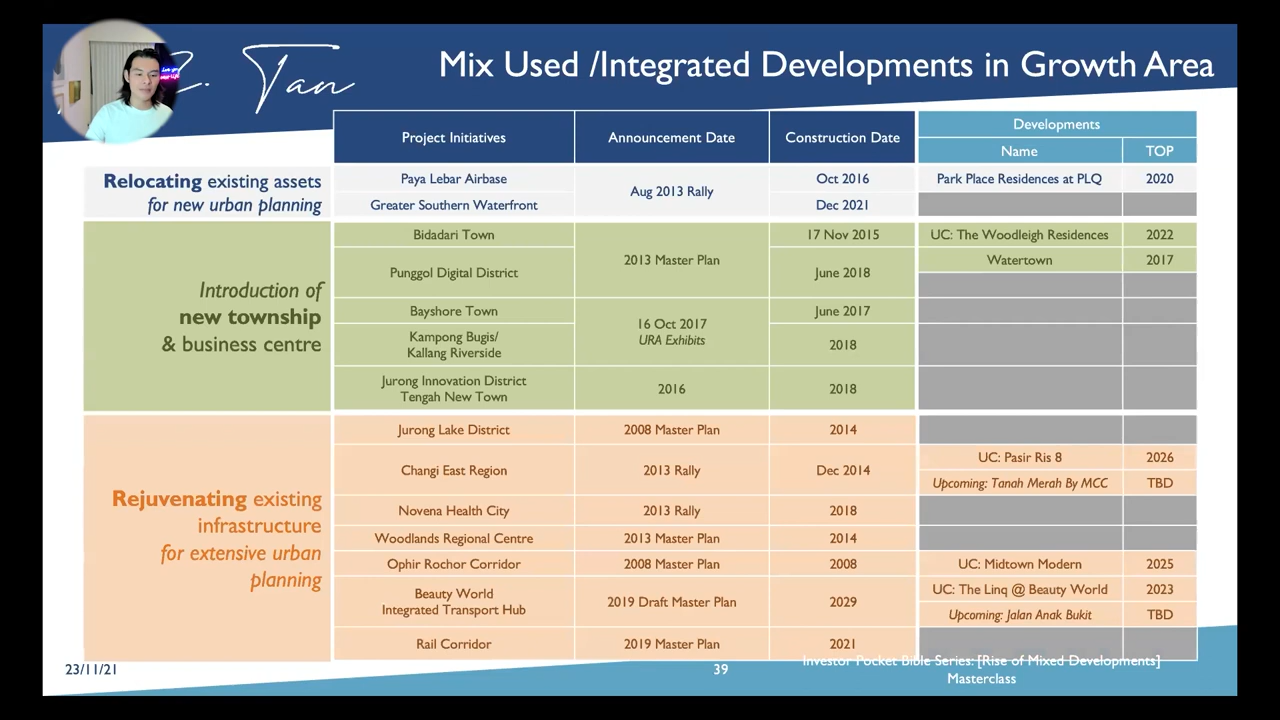 Z. Tan
Mix Used /Integrated Developments in Growth Area
Project Initiatives
Announcement Date
Construction Date
Developments
Name
TOP
Relocating existing assets
for new urban planning
Paya Lebar Airbase
Aug 2013 Rally
Oct 2016
Park Place Residences at PLQ
2020
Greater Southern Waterfront
Dec 2021
Introduction of
new township
& business centre
Bidadari Town
2013 Master Plan
17 Nov 2015
UC: The Woodleigh Residences
2022
Punggol Digital District
June 2018
Watertown
2017
Bayshore Town
16 Oct 2017
URA Exhibits
June 2017
Kampong Bugis/
Kallang Riverside
2018
Jurong Innovation District
Tengah New Town
2016
2018
Rejuvenating existing
infrastructure
for extensive urban
planning
Jurong Lake District
2008 Master Plan
2014
Changi East Region
2013 Rally
Dec 2014
UC: Pasir Ris 8
2026
Upcoming: Tanah Merah By MCC
TBD
Novena Health City
2013 Rally
2018
Woodlands Regional Centre
2013 Master Plan
2014
Ophir Rochor Corridor
2008 Master Plan
2008
UC: Midtown Modern
2025
Beauty World
Integrated Transport Hub
2019 Draft Master Plan
2029
UC: The Linq @ Beauty World
2023
Upcoming: Jalan Anak Bukit
TBD
Rail Corridor
2019 Master Plan
2021
23/11/21
39
Investor Pocket Bible Series: [Rise of Mixed Developments]
Masterclass